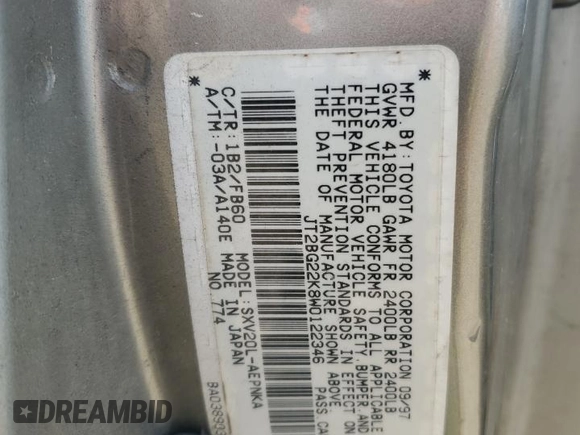 MFD. BY: TOYOTA MOTOR CORPORATION 09/97
GVWR 4180LB GAWR FR 2400LB RR 2400LB
THIS VEHICLE CONFORMS TO ALL APPLICABLE
FEDERAL MOTOR VEHICLE SAFETY, BUMPER, AND
THEFT PREVENTION STANDARDS IN EFFECT ON
THE DATE OF MANUFACTURE SHOWN ABOVE.
JT2BG22K8W0122346 PASS. CA
* *
C/TR: 1B2/FB60 MODEL: SXV20L-AEPNKA
A/TM: -03A/A140E MADE IN JAPAN
NO. 774
DREAMBID